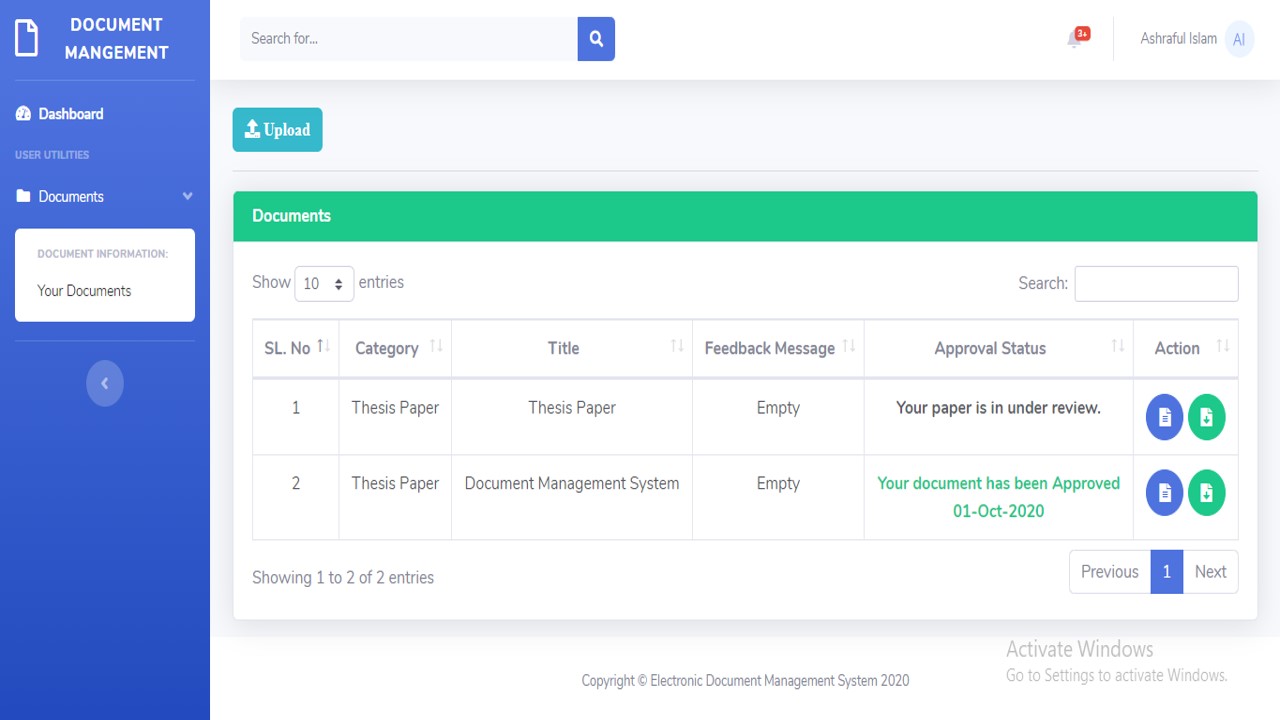 DOCUMENT
MANGEMENT
Search for...
3+
Ashraful Islam AI
Dashboard
USER UTILITIES
Documents
DOCUMENT INFORMATION:
Your Documents
Upload
Documents
Show 10 entries
Search:
SL. No Category Title Feedback Message Approval Status Action
1 Thesis Paper Thesis Paper Empty Your paper is in under review.
2 Thesis Paper Document Management System Empty Your document has been Approved
01-Oct-2020
Showing 1 to 2 of 2 entries
Previous 1 Next
Activate Windows
Go to Settings to activate Windows.
Copyright © Electronic Document Management System 2020